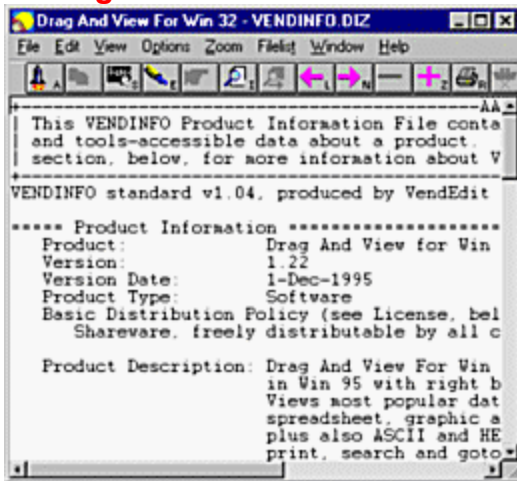 Drag And View For Win 32 - VENDINFO.DIZ
File Edit View Options Zoom Filelist Window Help
A S E I L N Z R
+----------------------------------------AA
| This VENDINFO Product Information File conta
| and tools-accessible data about a product.
| section, below, for more information about V
+----------------------------------------
VENDINFO standard v1.04, produced by VendEdit
===== Product Information ====================
Product: Drag And View for Win
Version: 1.22
Version Date: 1-Dec-1995
Product Type: Software
Basic Distribution Policy (see License, bel
Shareware, freely distributable by all c
Product Description: Drag And View For Win
in Win 95 with right b
Views most popular dat
spreadsheet, graphic a
plus also ASCII and HE
print, search and goto